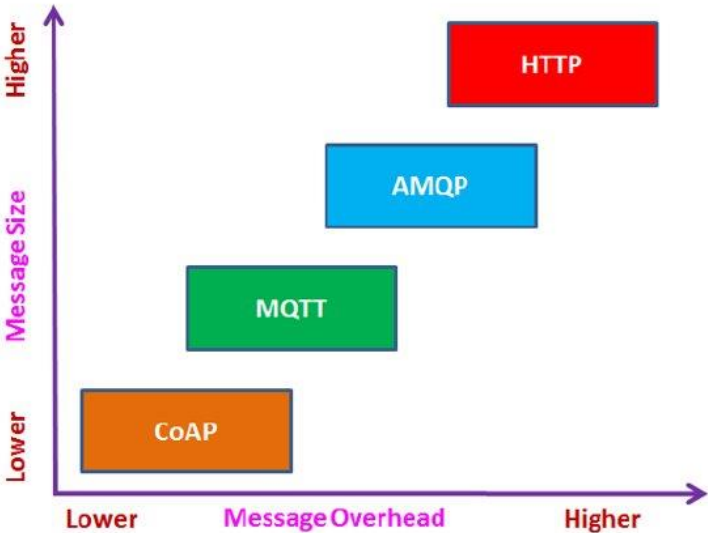 Higher
HTTP
AMQP
Message Size
MQTT
CoAP
Lower
Lower
Message Overhead
Higher